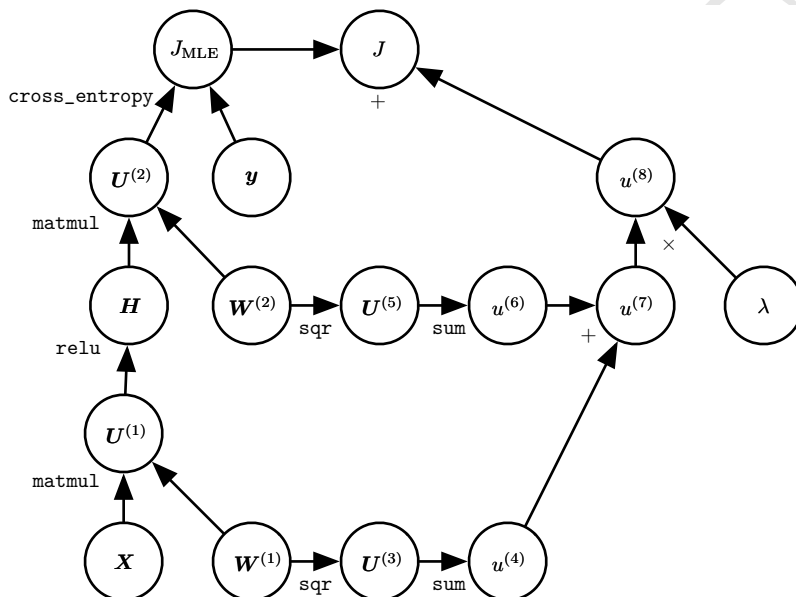 J_MLE J
cross_entropy +
U^(2) y u^(8)
matmul ×
H W^(2) U^(5) u^(6) u^(7) λ
relu sqr sum +
U^(1)
matmul
X W^(1) U^(3) u^(4)
sqr sum